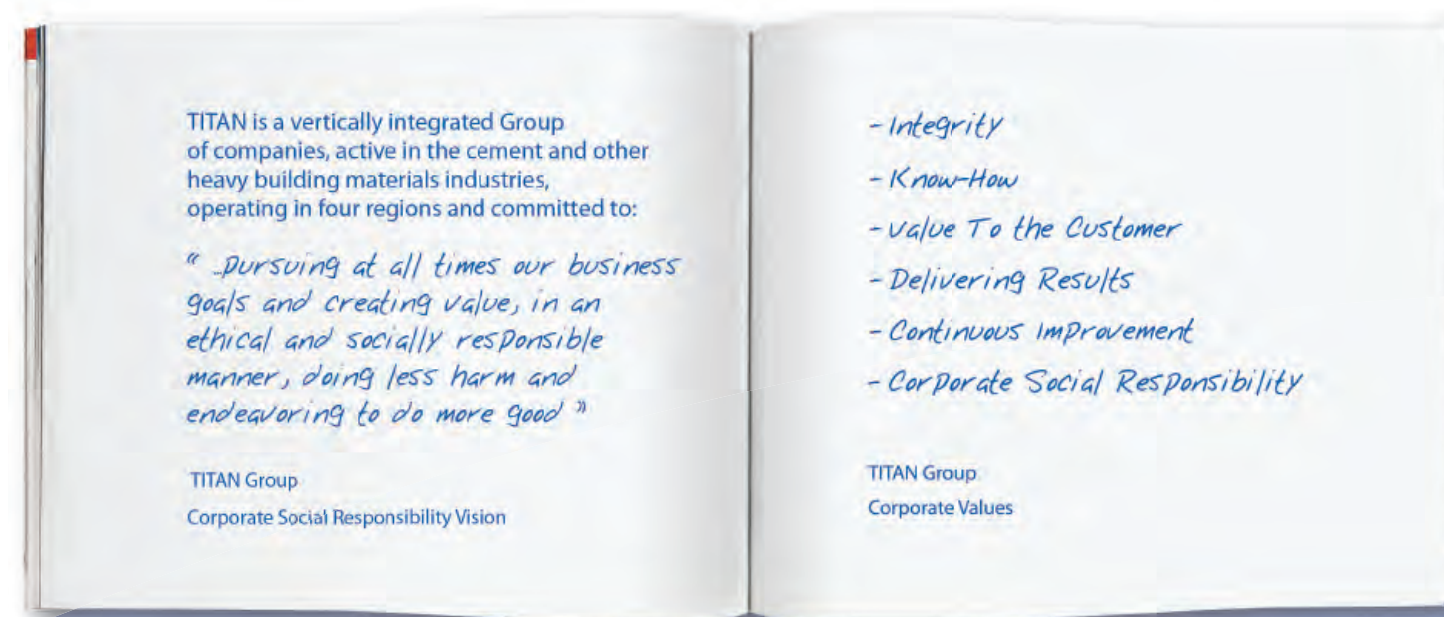 TITAN is a vertically integrated Group
of companies, active in the cement and other
heavy building materials industries,
operating in four regions and committed to:
“ ...pursuing at all times our business
goals and creating value, in an
ethical and socially responsible
manner, doing less harm and
endeavoring to do more good ”
TITAN Group
Corporate Social Responsibility Vision
- Integrity
- Know-How
- Value To the Customer
- Delivering Results
- Continuous Improvement
- Corporate Social Responsibility
TITAN Group
Corporate Values